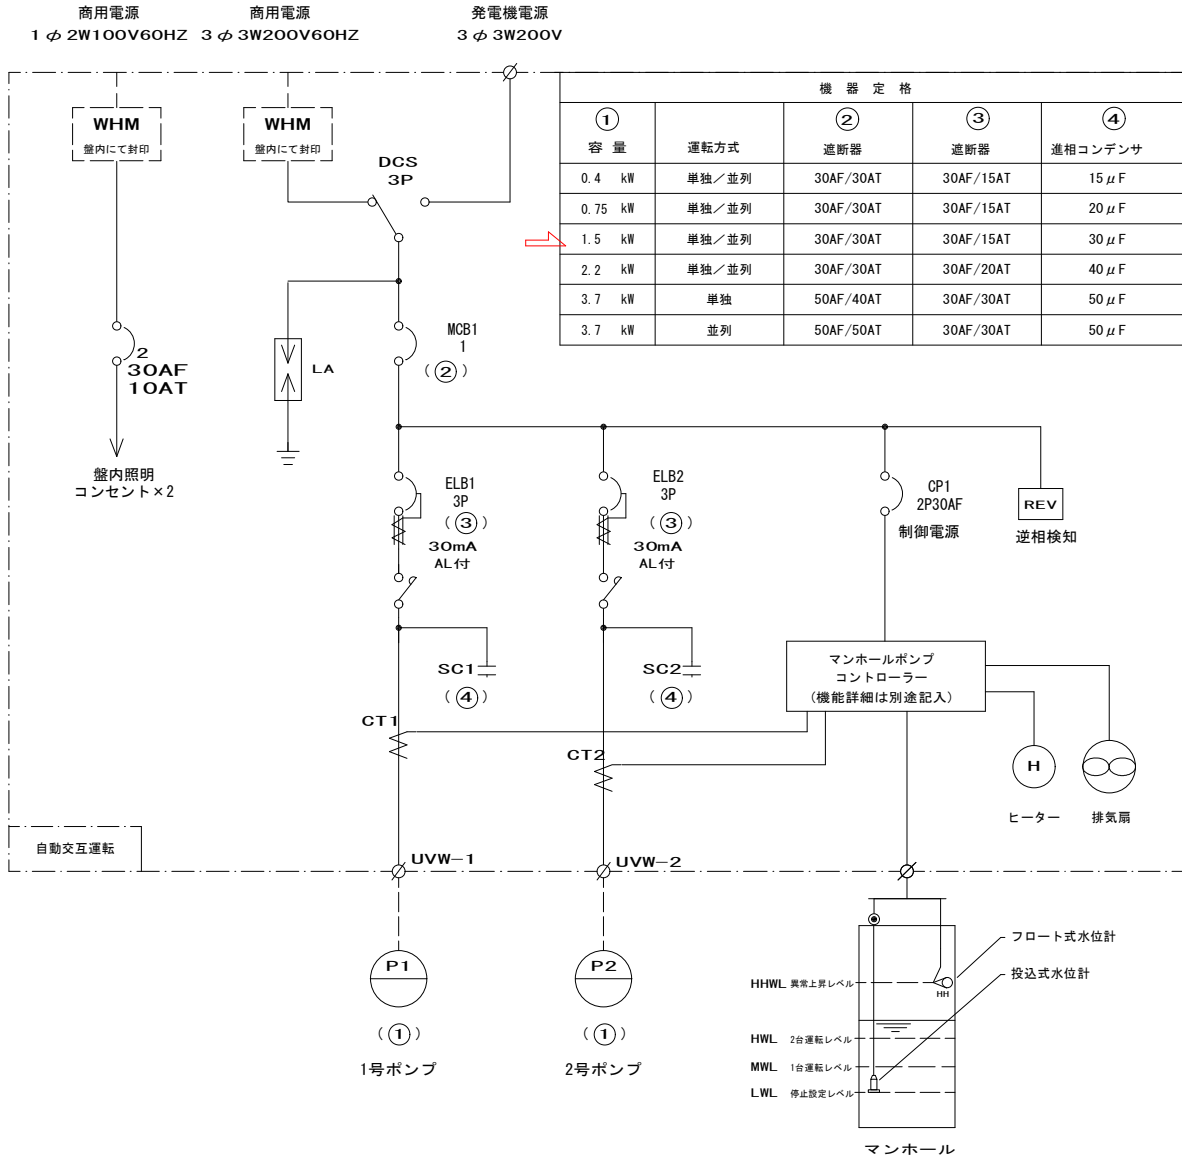 商用電源
1φ2W100V60HZ
商用電源
3φ3W200V60HZ
発電機電源
3φ3W200V
WHM
盤内にて封印
WHM
盤内にて封印
DCS
3P
機器定格
① ② ③ ④
容量 運転方式 遮断器 遮断器 進相コンデンサ
0.4 kW 単独/並列 30AF/30AT 30AF/15AT 15μF
0.75 kW 単独/並列 30AF/30AT 30AF/15AT 20μF
1.5 kW 単独/並列 30AF/30AT 30AF/15AT 30μF
2.2 kW 単独/並列 30AF/30AT 30AF/20AT 40μF
3.7 kW 単独 50AF/40AT 30AF/30AT 50μF
3.7 kW 並列 50AF/50AT 30AF/30AT 50μF
2
30AF
10AT
盤内照明
コンセント×2
LA
MCB1
1
(②)
ELB1
3P
(③)
30mA
AL付
ELB2
3P
(③)
30mA
AL付
CP1
2P30AF
制御電源
REV
逆相検知
SC1
(④)
SC2
(④)
CT1
CT2
マンホールポンプ
コントローラー
(機能詳細は別途記入)
H
ヒーター
排気扇
自動交互運転
UVW-1
UVW-2
P1
(①)
1号ポンプ
P2
(①)
2号ポンプ
フロート式水位計
投込式水位計
HHWL 異常上昇レベル
HH
HWL 2台運転レベル
MWL 1台運転レベル
LWL 停止設定レベル
マンホール